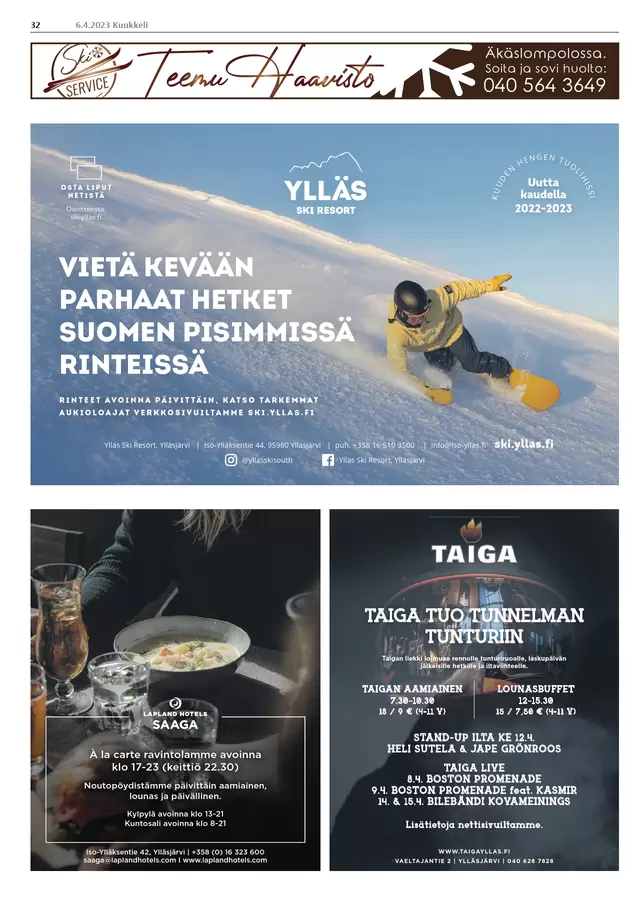 32
6.4.2023 Kuukkeli
Ski
SERVICE
Teemu Haavisto
Äkäslompolossa.
Soita ja sovi huolto:
040 564 3649
OSTA LIPUT
NETISTÄ
Osoitteesta
ski.yllas.fi
YLLÄS
SKI RESORT
KUUDEN HENGEN TUOLIHISSI
Uutta
kaudella
2022-2023
VIETÄ KEVÄÄN
PARHAAT HETKET
SUOMEN PISIMMISSÄ
RINTEISSÄ
RINTEET AVOINNA PÄIVITTÄIN, KATSO TARKEMMAT
AUKIOLOAJAT VERKKOSIVUILTAMME SKI.YLLAS.FI
Ylläs Ski Resort, Ylläsjärvi | Iso-Ylläksentie 44, 95980 Ylläsjärvi | puh. +358 16 510 3500 | info@iso-yllas.fi ski.yllas.fi
@yllasskisouth Ylläs Ski Resort, Ylläsjärvi
LAPLAND HOTELS
SAAGA
À la carte ravintolamme avoinna
klo 17-23 (keittiö 22.30)
Noutopöydistämme päivittäin aamiainen,
lounas ja päivällinen.
Kylpylä avoinna klo 13-21
Kuntosali avoinna klo 8-21
Iso-Ylläksentie 42, Ylläsjärvi | +358 (0) 16 323 600
saaga@laplandhotels.com I www.laplandhotels.com
TAIGA
TAIGA TUO TUNNELMAN
TUNTURIIN
Taigan liekki loimuaa rennolle tunturiruoalle, laskupäivän
jälkeisille hetkille ja iltaviihteelle.
TAIGAN AAMIAINEN
7.30-10.30
18 / 9 € (4-11 V)
LOUNASBUFFET
12-15.30
15 / 7,50 € (4-11 V)
STAND-UP ILTA KE 12.4.
HELI SUTELA & JAPE GRÖNROOS
TAIGA LIVE
8.4. BOSTON PROMENADE
9.4. BOSTON PROMENADE feat. KASMIR
14. & 15.4. BILEBÄNDI KOVAMEININGS
Lisätietoja nettisivuiltamme.
WWW.TAIGAYLLAS.FI
VAELTAJANTIE 2 | YLLÄSJÄRVI | 040 628 7828